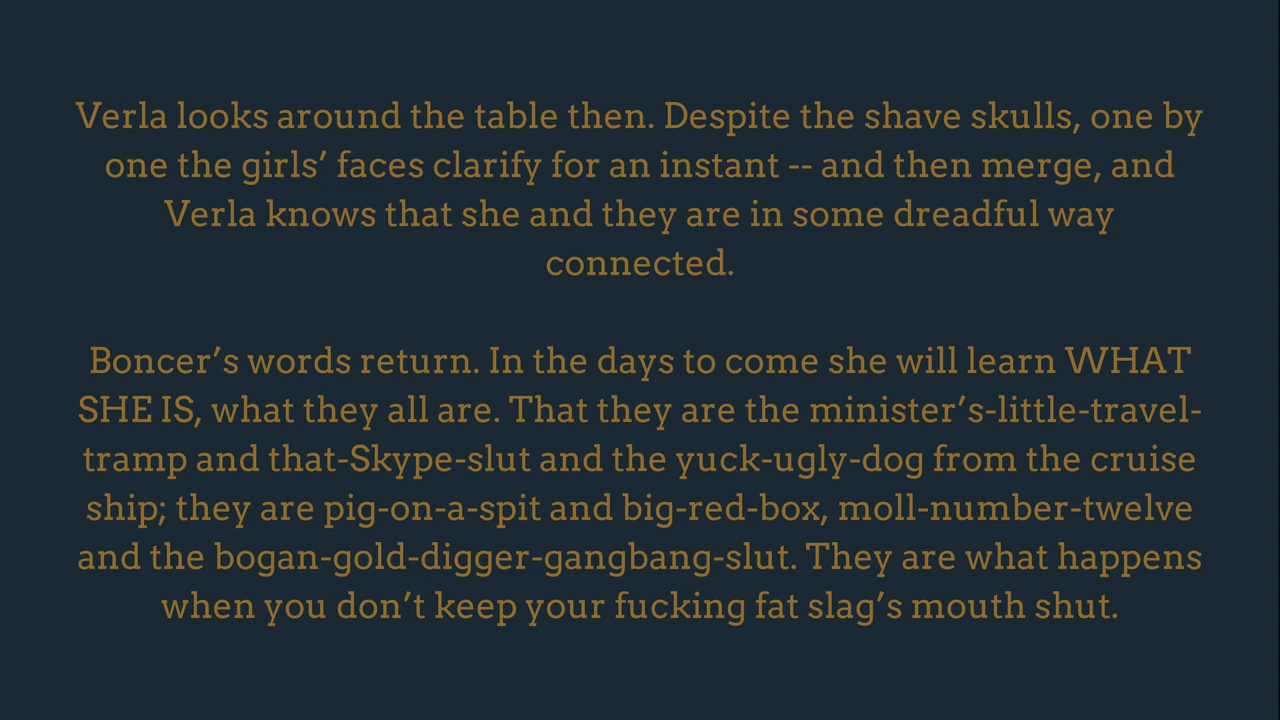 Verla looks around the table then. Despite the shave skulls, one by
one the girls’ faces clarify for an instant -- and then merge, and
Verla knows that she and they are in some dreadful way
connected.
Boncer’s words return. In the days to come she will learn WHAT
SHE IS, what they all are. That they are the minister’s-little-travel-
tramp and that-Skype-slut and the yuck-ugly-dog from the cruise
ship; they are pig-on-a-spit and big-red-box, moll-number-twelve
and the bogan-gold-digger-gangbang-slut. They are what happens
when you don’t keep your fucking fat slag’s mouth shut.